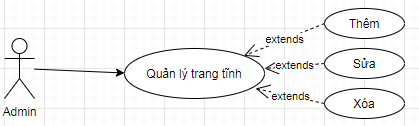 Thêm
extends
Quản lý trang tĩnh
extends
Sửa
extends
Xóa
Admin